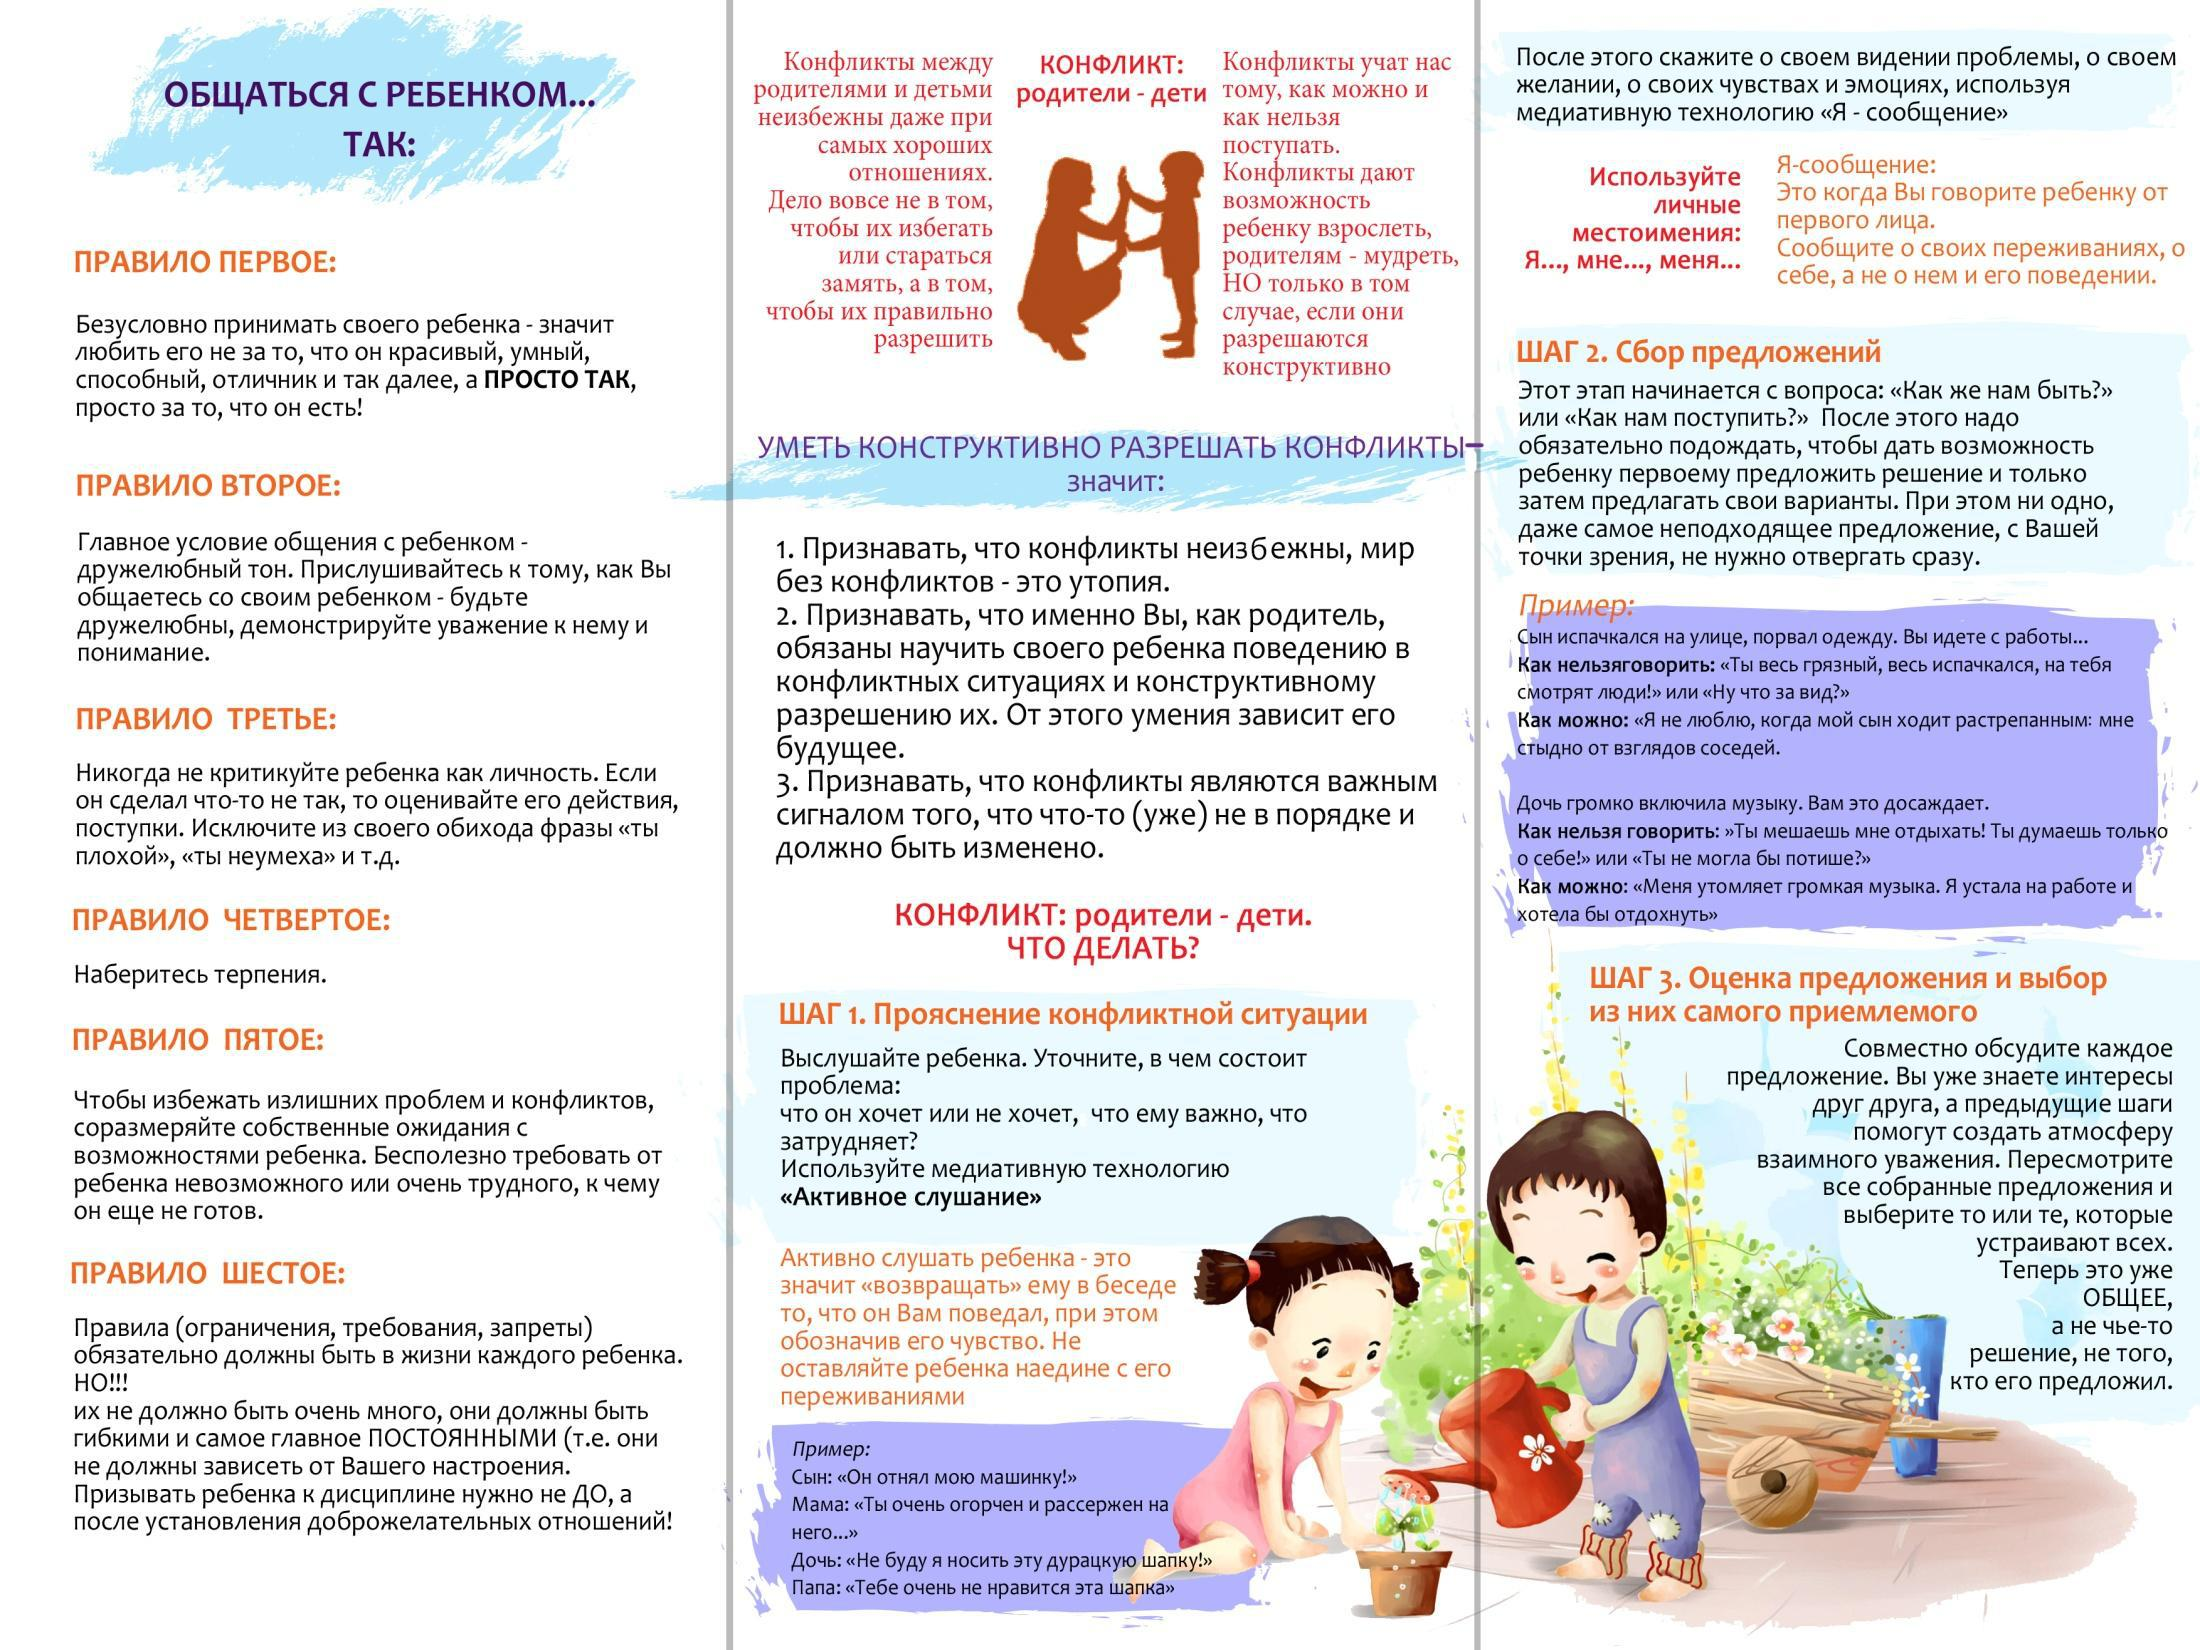 ОБЩАТЬСЯ С РЕБЕНКОМ...
ТАК:
ПРАВИЛО ПЕРВОЕ:
Безусловно принимать своего ребенка - значит
любить его не за то, что он красивый, умный,
способный, отличник и так далее, а ПРОСТО ТАК,
просто за то, что он есть!
ПРАВИЛО ВТОРОЕ:
Главное условие общения с ребенком -
дружелюбный тон. Прислушивайтесь к тому, как Вы
общаетесь со своим ребенком - будьте
дружелюбны, демонстрируйте уважение к нему и
понимание.
ПРАВИЛО ТРЕТЬЕ:
Никогда не критикуйте ребенка как личность. Если
он сделал что-то не так, то оценивайте его действия,
поступки. Исключите из своего обихода фразы «ты
плохой», «ты неумеха» и т.д.
ПРАВИЛО ЧЕТВЕРТОЕ:
Наберитесь терпения.
ПРАВИЛО ПЯТОЕ:
Чтобы избежать излишних проблем и конфликтов,
соразмеряйте собственные ожидания с
возможностями ребенка. Бесполезно требовать от
ребенка невозможного или очень трудного, к чему
он еще не готов.
ПРАВИЛО ШЕСТОЕ:
Правила (ограничения, требования, запреты)
обязательно должны быть в жизни каждого ребенка.
НО!!!
их не должно быть очень много, они должны быть
гибкими и самое главное ПОСТОЯННЫМИ (т.е. они
не должны зависеть от Вашего настроения.
Призывать ребенка к дисциплине нужно не ДО, а
после установления доброжелательных отношений!
Конфликты между
родителями и детьми
неизбежны даже при
самых хороших
отношениях.
Дело вовсе не в том,
чтобы их избегать
или стараться
замять, а в том,
чтобы их правильно
разрешить
КОНФЛИКТ:
родители - дети
Конфликты учат нас
тому, как можно и
как нельзя
поступать.
Конфликты дают
возможность
ребенку взрослеть,
родителям - мудреть,
НО только в том
случае, если они
разрешаются
конструктивно
УМЕТЬ КОНСТРУКТИВНО РАЗРЕШАТЬ КОНФЛИКТЫ–
значит:
1. Признавать, что конфликты неизбежны, мир
без конфликтов - это утопия.
2. Признавать, что именно Вы, как родитель,
обязаны научить своего ребенка поведению в
конфликтных ситуациях и конструктивному
разрешению их. От этого умения зависит его
будущее.
3. Признавать, что конфликты являются важным
сигналом того, что что-то (уже) не в порядке и
должно быть изменено.
КОНФЛИКТ: родители - дети.
ЧТО ДЕЛАТЬ?
ШАГ 1. Прояснение конфликтной ситуации
Выслушайте ребенка. Уточните, в чем состоит
проблема:
что он хочет или не хочет, что ему важно, что
затрудняет?
Используйте медиативную технологию
«Активное слушание»
Активно слушать ребенка - это
значит «возвращать» ему в беседе
то, что он Вам поведал, при этом
обозначив его чувство. Не
оставляйте ребенка наедине с его
переживаниями
Пример:
Сын: «Он отнял мою машинку!»
Мама: «Ты очень огорчен и рассержен на
него...»
Дочь: «Не буду я носить эту дурацкую шапку!»
Папа: «Тебе очень не нравится эта шапка»
После этого скажите о своем видении проблемы, о своем
желании, о своих чувствах и эмоциях, используя
медиативную технологию «Я - сообщение»
Используйте
личные
местоимения:
Я..., мне..., меня...
Я-сообщение:
Это когда Вы говорите ребенку от
первого лица.
Сообщите о своих переживаниях, о
себе, а не о нем и его поведении.
ШАГ 2. Сбор предложений
Этот этап начинается с вопроса: «Как же нам быть?»
или «Как нам поступить?» После этого надо
обязательно подождать, чтобы дать возможность
ребенку первоему предложить решение и только
затем предлагать свои варианты. При этом ни одно,
даже самое неподходящее предложение, с Вашей
точки зрения, не нужно отвергать сразу.
Пример:
Сын испачкался на улице, порвал одежду. Вы идете с работы...
Как нельзяговорить: «Ты весь грязный, весь испачкался, на тебя
смотрят люди!» или «Ну что за вид?»
Как можно: «Я не люблю, когда мой сын ходит растрепанным: мне
стыдно от взглядов соседей.
Дочь громко включила музыку. Вам это досаждает.
Как нельзя говорить: »Ты мешаешь мне отдыхать! Ты думаешь только
о себе!» или «Ты не могла бы потише?»
Как можно: «Меня утомляет громкая музыка. Я устала на работе и
хотела бы отдохнуть»
ШАГ 3. Оценка предложения и выбор
из них самого приемлемого
Совместно обсудите каждое
предложение. Вы уже знаете интересы
друг друга, а предыдущие шаги
помогут создать атмосферу
взаимного уважения. Пересмотрите
все собранные предложения и
выберите то или те, которые
устраивают всех.
Теперь это уже
ОБЩЕЕ,
а не чье-то
решение, не того,
кто его предложил.